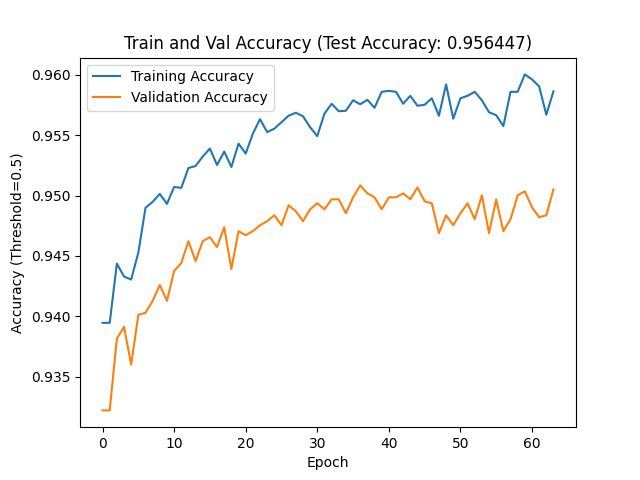 Train and Val Accuracy (Test Accuracy: 0.956447)
Training Accuracy
Validation Accuracy
Accuracy (Threshold=0.5)
0.960
0.955
0.950
0.945
0.940
0.935
0 10 20 30 40 50 60
Epoch